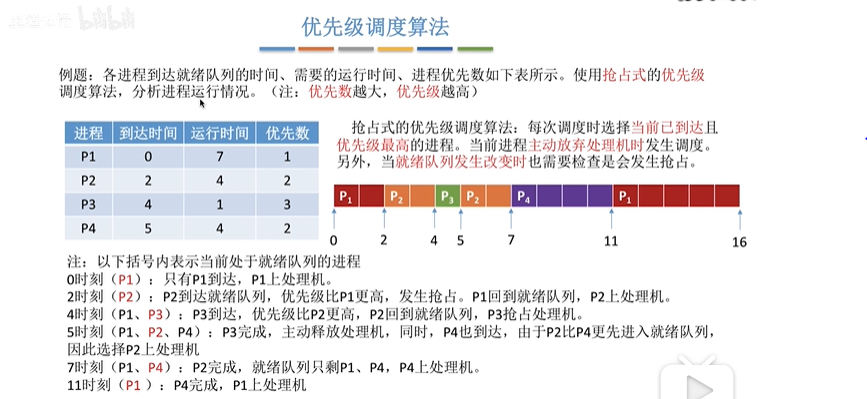 bilibili
优先级调度算法
例题：各进程到达就绪队列的时间、需要的运行时间、进程优先数如下表所示。使用抢占式的优先级
调度算法，分析进程运行情况。（注：优先数越大，优先级越高）
进程 到达时间 运行时间 优先数
P1 0 7 1
P2 2 4 2
P3 4 1 3
P4 5 4 2
抢占式的优先级调度算法：每次调度时选择当前已到达且
优先级最高的进程。当前进程主动放弃处理机时发生调度。
另外，当就绪队列发生改变时也需要检查是会发生抢占。
P1 P2 P3 P2 P4 P1
0 2 4 5 7 11 16
注：以下括号内表示当前处于就绪队列的进程
0时刻（P1）：只有P1到达，P1上处理机。
2时刻（P2）：P2到达就绪队列，优先级比P1更高，发生抢占。P1回到就绪队列，P2上处理机。
4时刻（P1、P3）：P3到达，优先级比P2更高，P2回到就绪队列，P3抢占处理机。
5时刻（P1、P2、P4）：P3完成，主动释放处理机，同时，P4也到达，由于P2比P4更先进入就绪队列，
因此选择P2上处理机
7时刻（P1、P4）：P2完成，就绪队列只剩P1、P4，P4上处理机。
11时刻（P1 ）：P4完成，P1上处理机